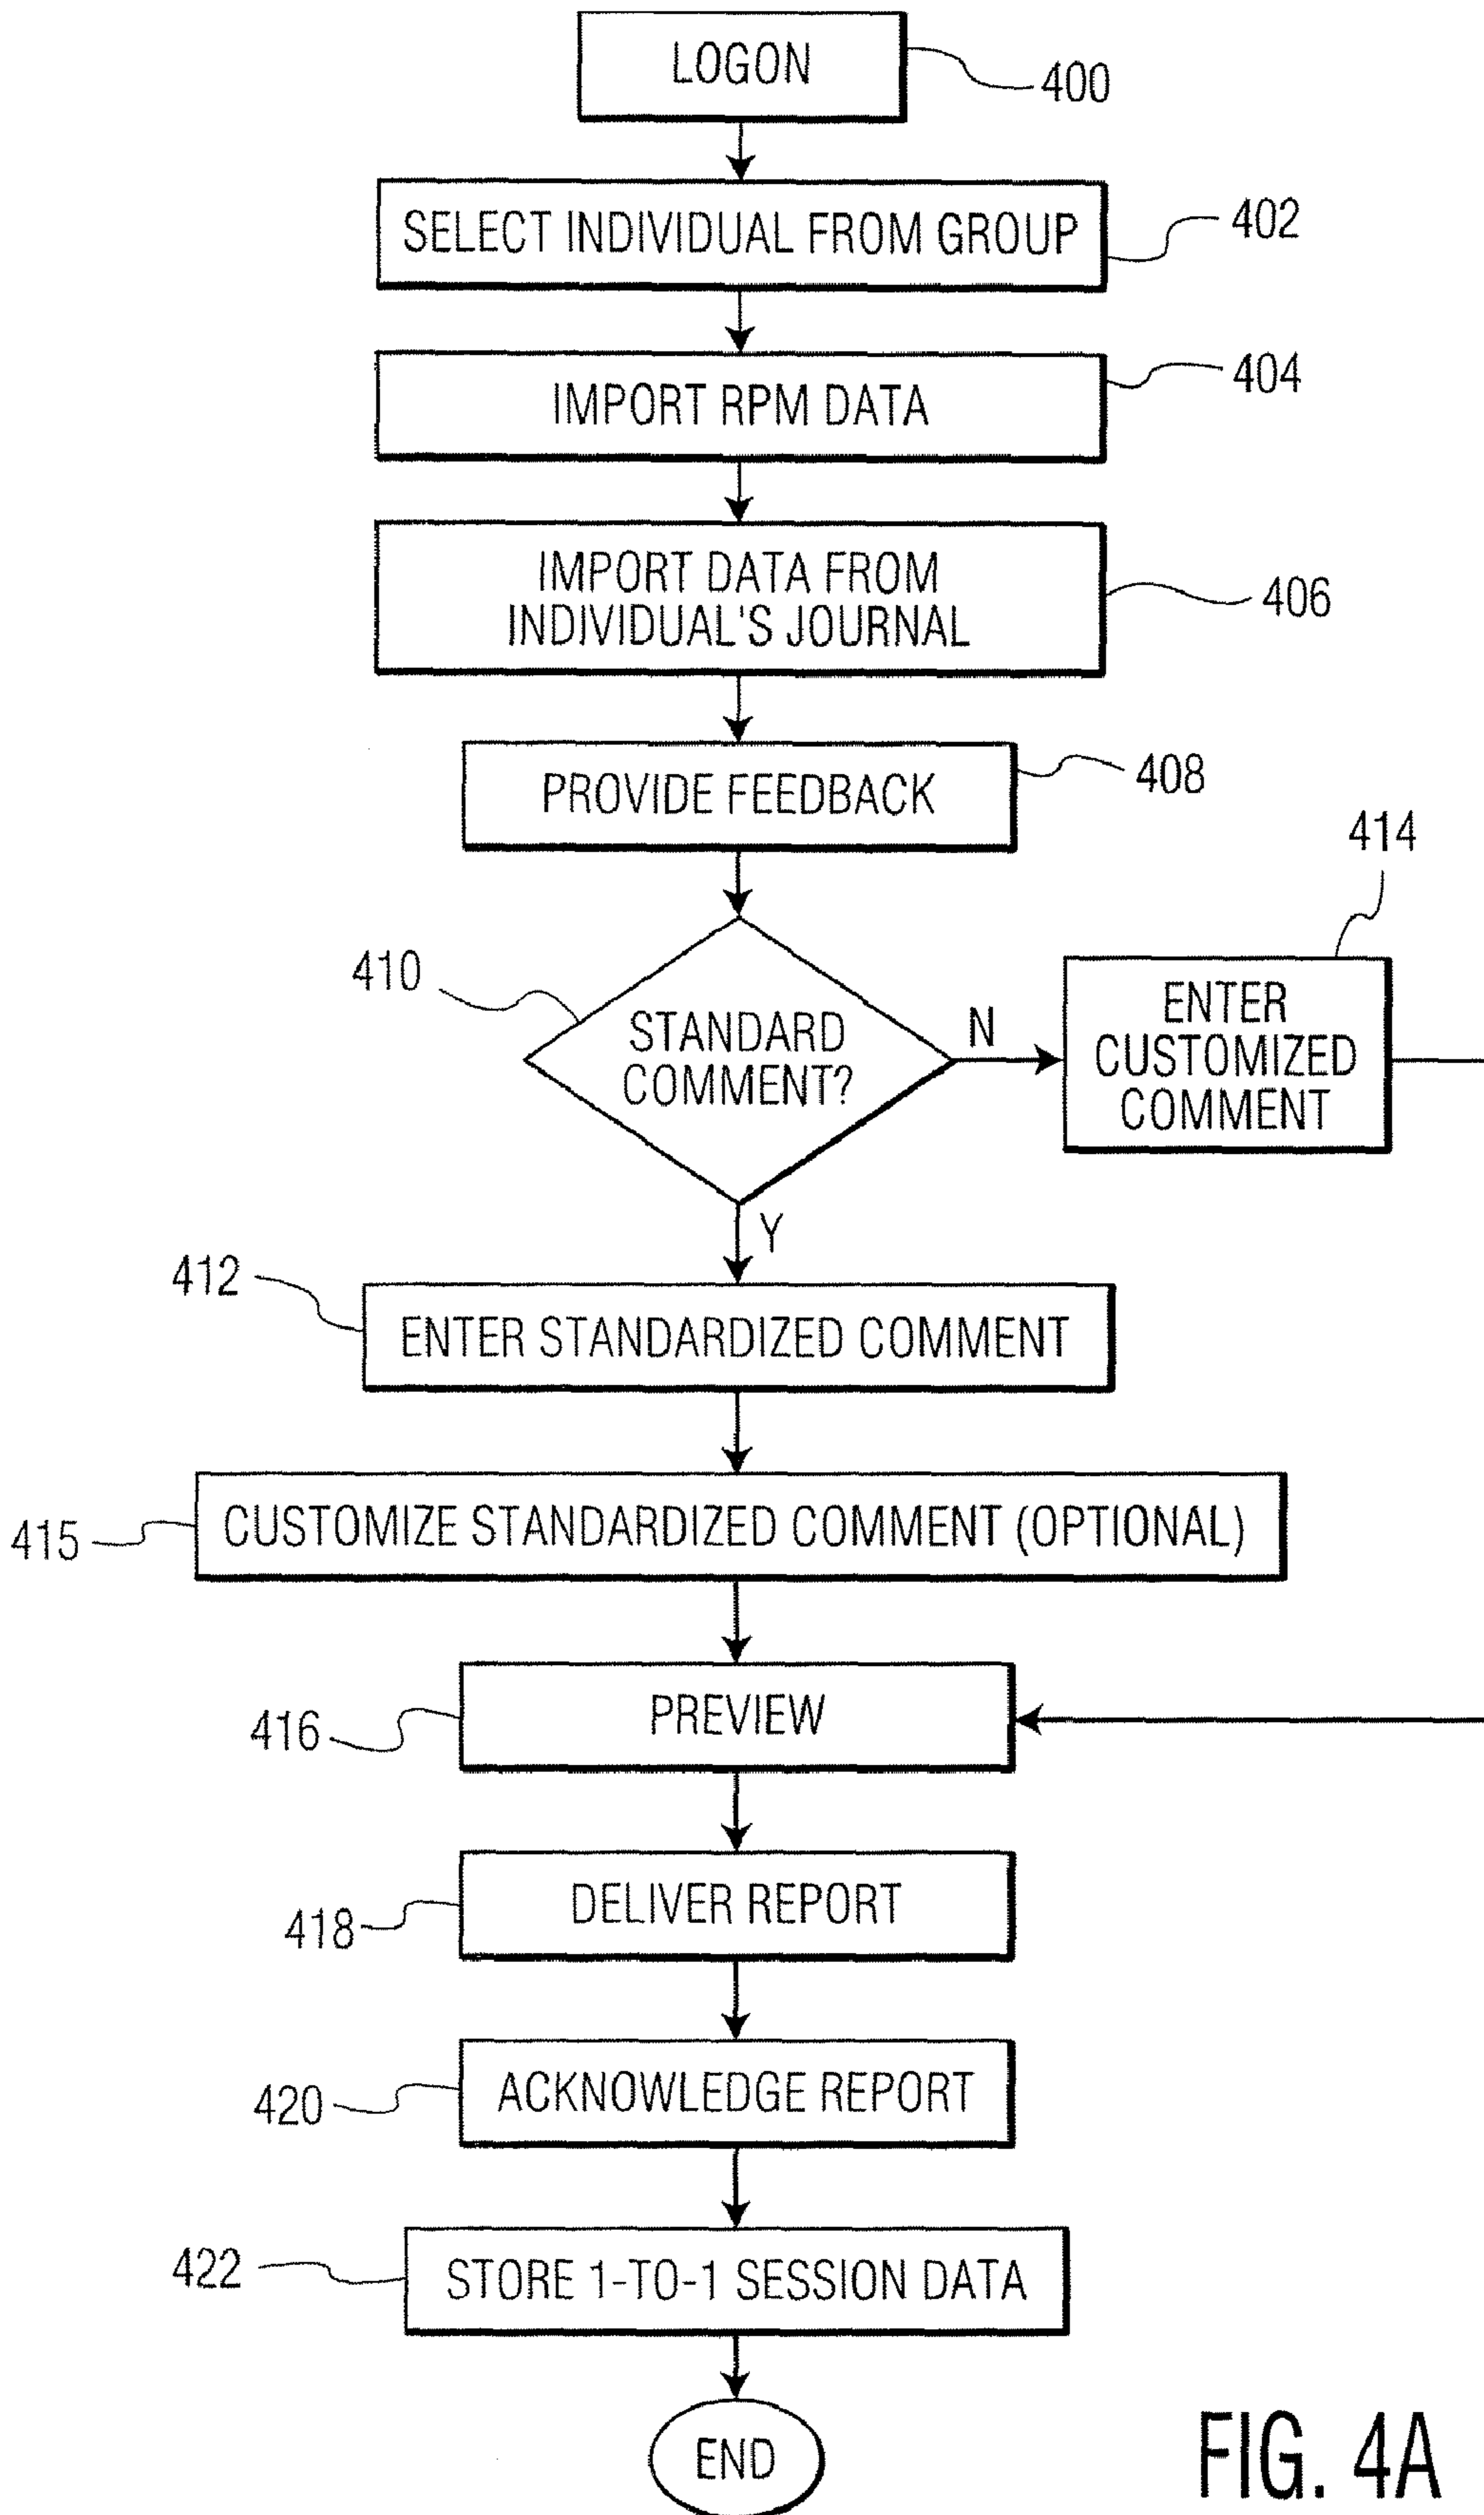 LOGON
400
SELECT INDIVIDUAL FROM GROUP
402
IMPORT RPM DATA
404
IMPORT DATA FROM
INDIVIDUAL'S JOURNAL
406
PROVIDE FEEDBACK
408
410
STANDARD
COMMENT?
N
414
ENTER
CUSTOMIZED
COMMENT
Y
412
ENTER STANDARDIZED COMMENT
415
CUSTOMIZE STANDARDIZED COMMENT (OPTIONAL)
416
PREVIEW
418
DELIVER REPORT
420
ACKNOWLEDGE REPORT
422
STORE 1-TO-1 SESSION DATA
END
FIG. 4A